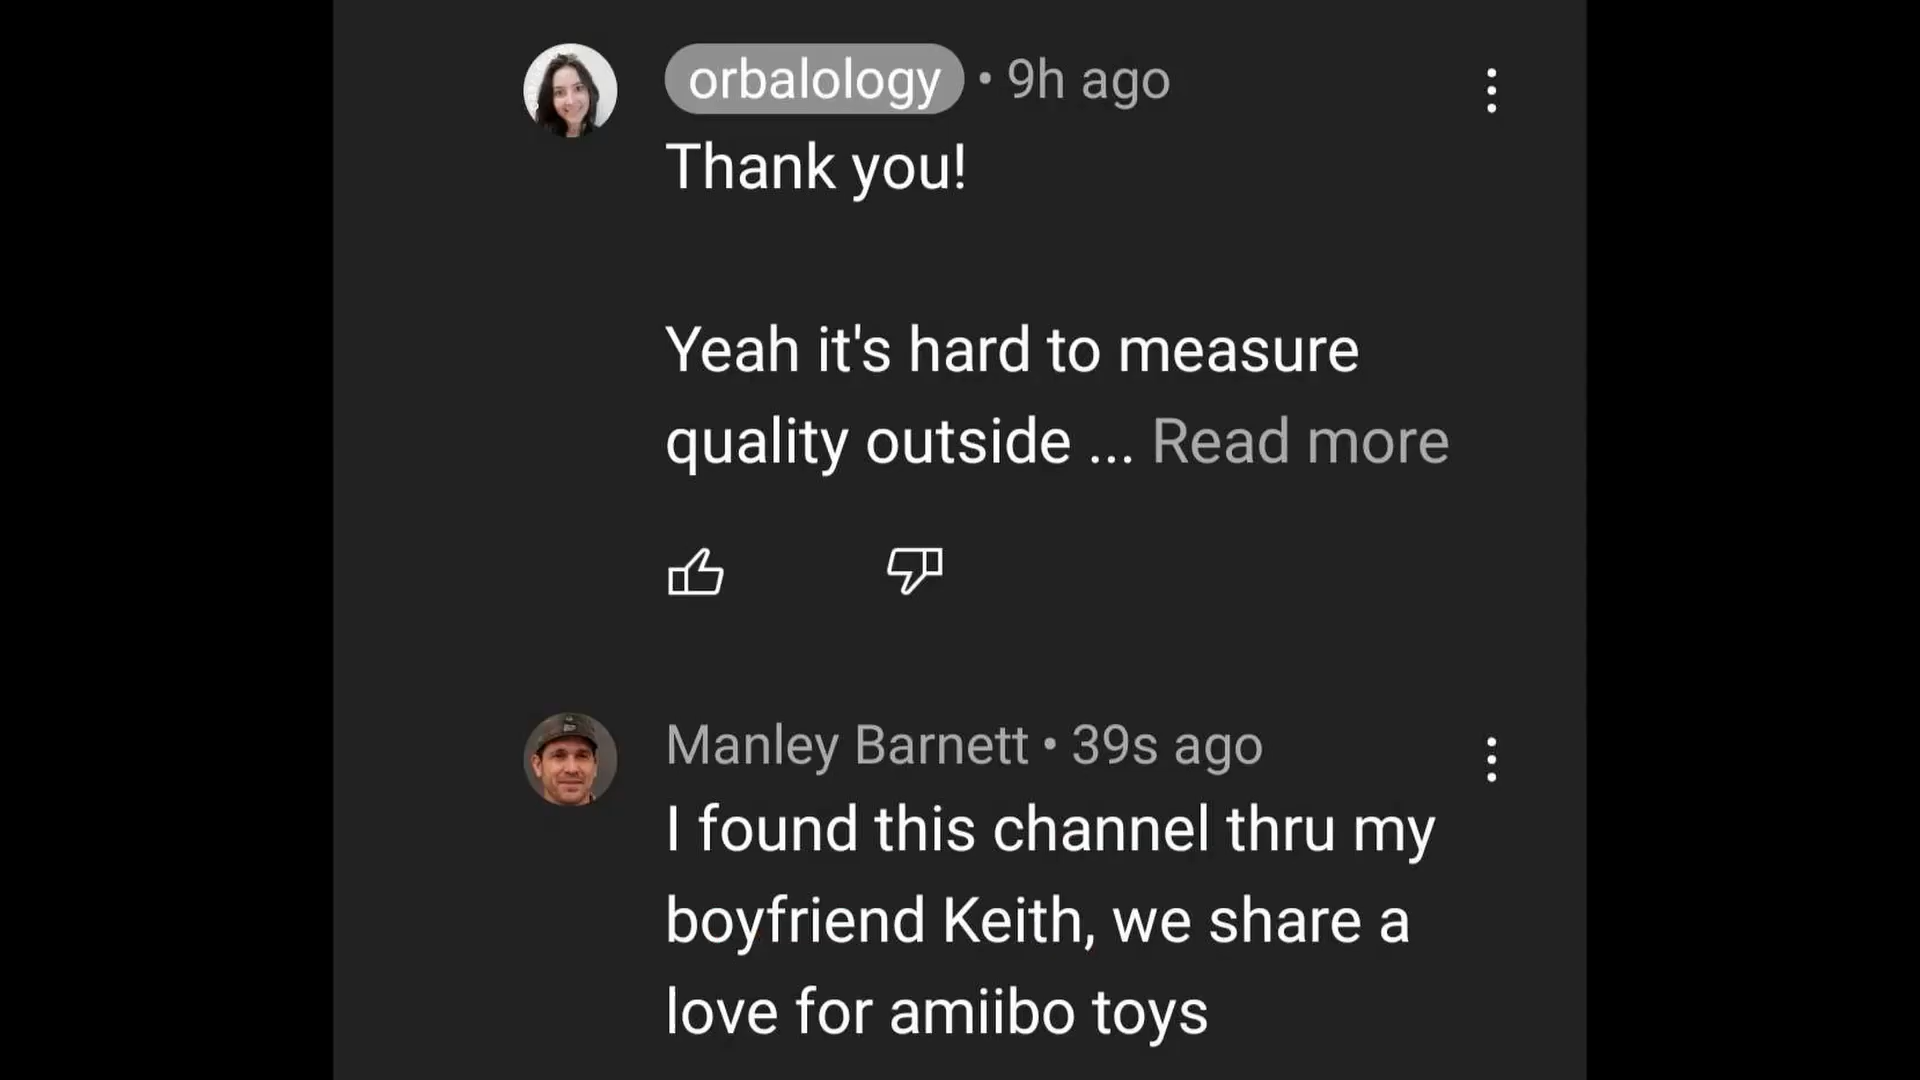 orbalology • 9h ago
Thank you!
Yeah it's hard to measure
quality outside ... Read more
Manley Barnett • 39s ago
I found this channel thru my
boyfriend Keith, we share a
love for amiibo toys